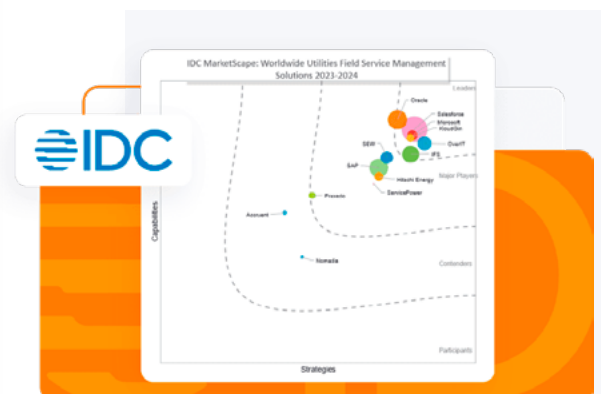 IDC MarketScape: Worldwide Utilities Field Service Management
Solutions 2023-2024
IDC
Leaders
Oracle
Salesforce
Microsoft
KloudGin
OverIT
IFS
SEW
SAP
Major Players
Hitachi Energy
ServicePower
Praxedo
Accruent
Nomadia
Contenders
Participants
Capabilities
Strategies